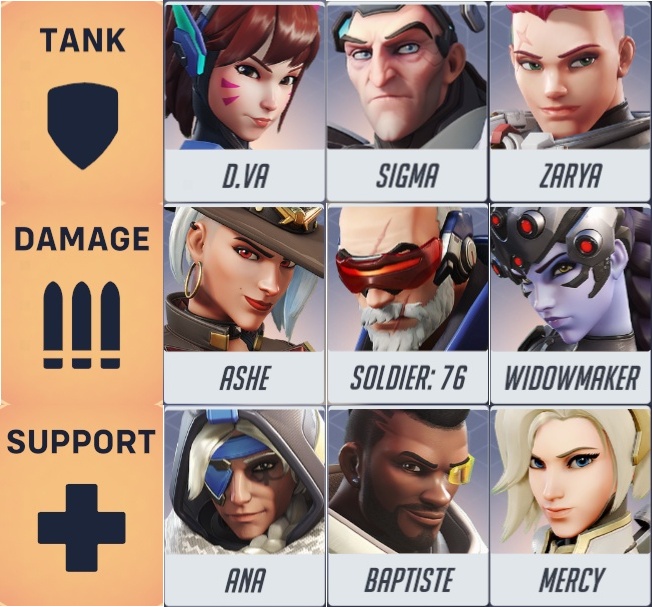 TANK
D.VA
SIGMA
ZARYA
DAMAGE
ASHE
SOLDIER: 76
WIDOWMAKER
SUPPORT
ANA
BAPTISTE
MERCY